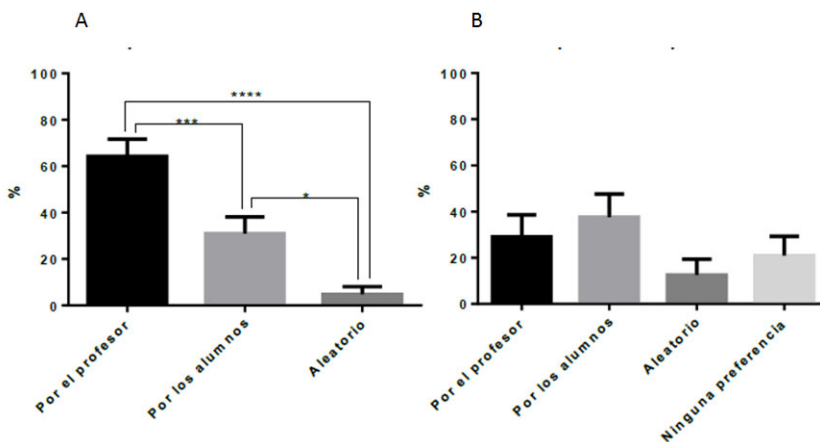 A
B
100
80
60
40
20
0
%
****
***
*
Por el profesor
Por los alumnos
Aleatorio
100
80
60
40
20
0
%
Por el profesor
Por los alumnos
Aleatorio
Ninguna preferencia